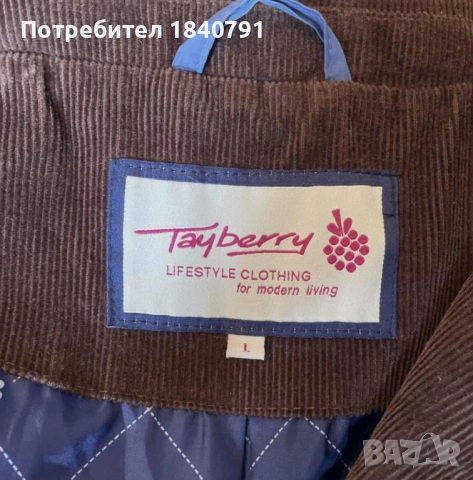 Потребител 1840791
Tayberry
LIFESTYLE CLOTHING
for modern living
L
BAZAR